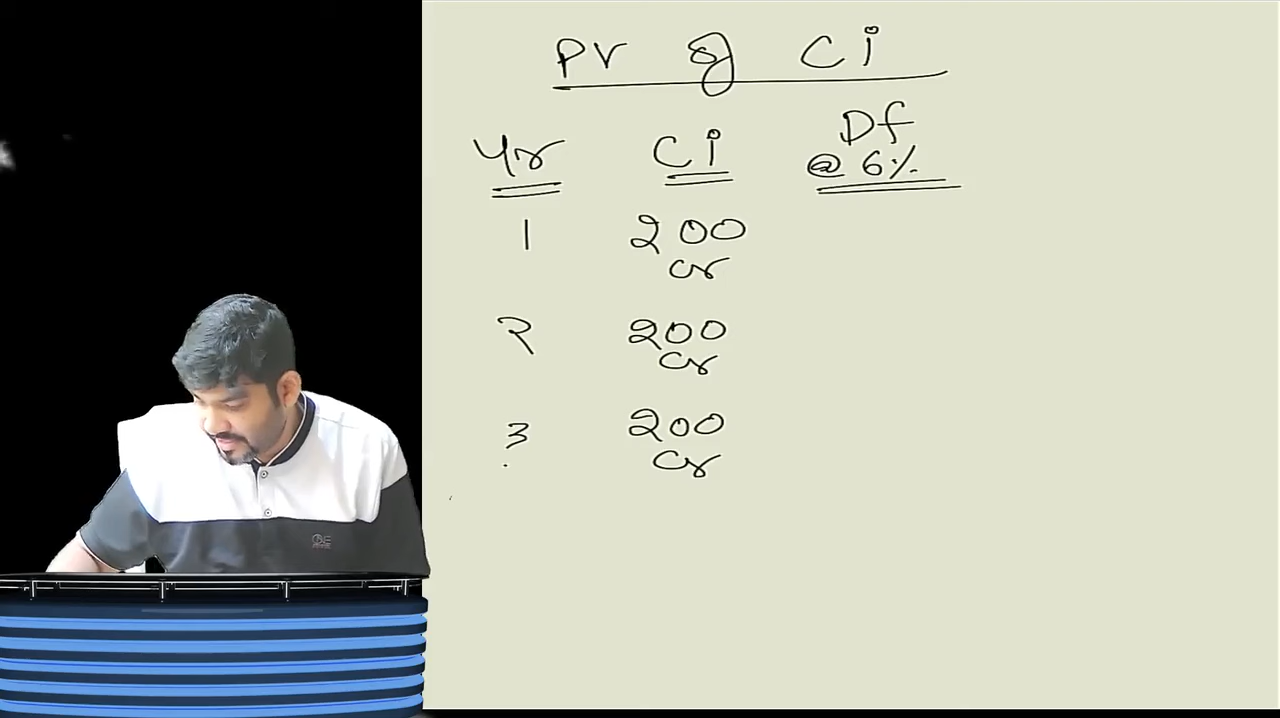 PV of Ci
Yr Ci Df @ 6%
1 200 cr
2 200 cr
3 200 cr